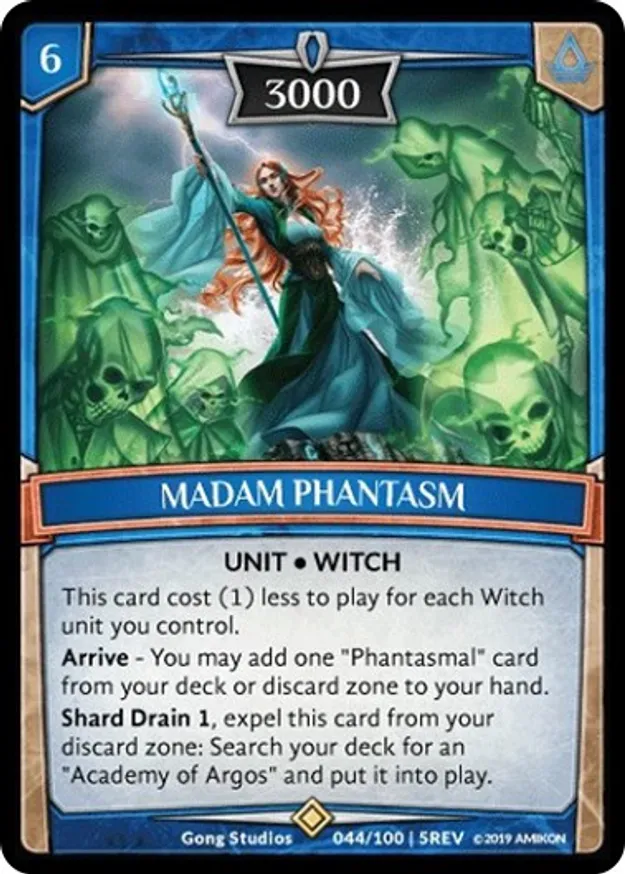 6
3000
MADAM PHANTASM
UNIT • WITCH
This card cost (1) less to play for each Witch
unit you control.
Arrive - You may add one "Phantasmal" card
from your deck or discard zone to your hand.
Shard Drain 1, expel this card from your
discard zone: Search your deck for an
"Academy of Argos" and put it into play.
Gong Studios 044/100 | 5REV ©2019 AMIKON